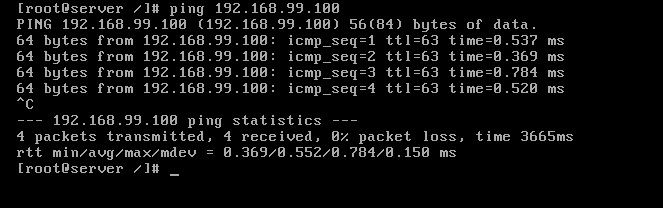 [root@server /]# ping 192.168.99.100
PING 192.168.99.100 (192.168.99.100) 56(84) bytes of data.
64 bytes from 192.168.99.100: icmp_seq=1 ttl=63 time=0.537 ms
64 bytes from 192.168.99.100: icmp_seq=2 ttl=63 time=0.369 ms
64 bytes from 192.168.99.100: icmp_seq=3 ttl=63 time=0.784 ms
64 bytes from 192.168.99.100: icmp_seq=4 ttl=63 time=0.520 ms
^C
--- 192.168.99.100 ping statistics ---
4 packets transmitted, 4 received, 0% packet loss, time 3665ms
rtt min/avg/max/mdev = 0.369/0.552/0.784/0.150 ms
[root@server /]# _